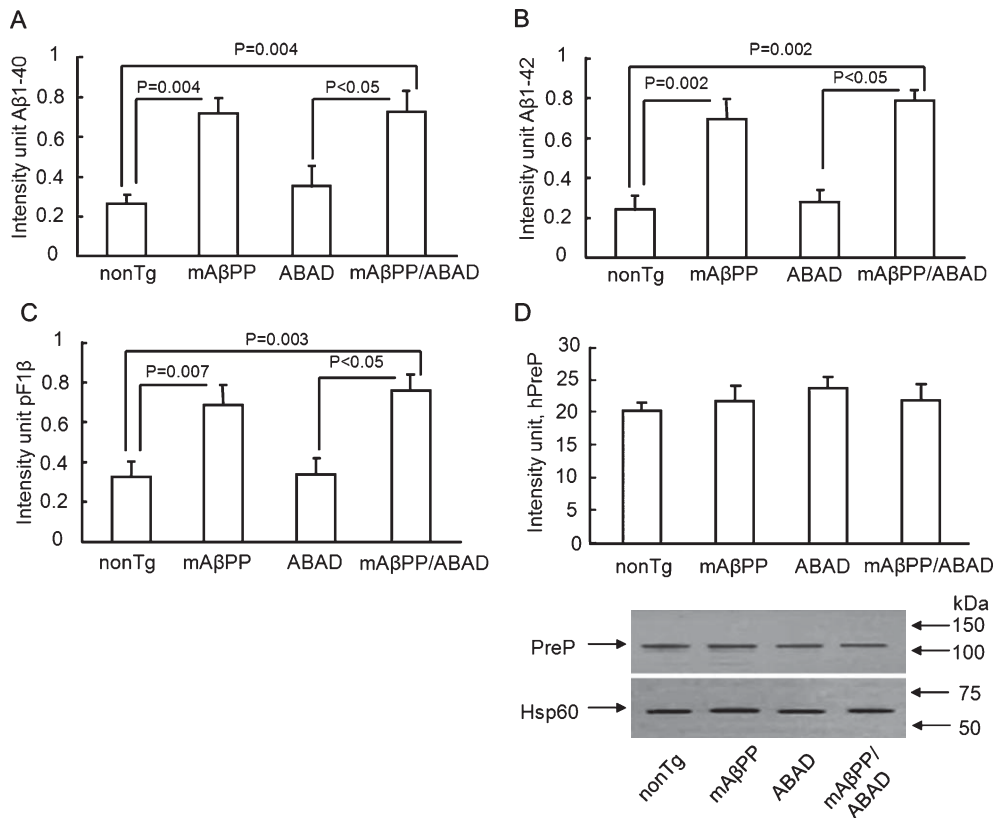 A
P=0.004
P=0.004
P<0.05
Intensity unit Aβ1-40
1
0.8
0.6
0.4
0.2
0
nonTg mAβPP ABAD mAβPP/ABAD
B
P=0.002
P=0.002
P<0.05
Intensity unit Aβ1-42
1
0.8
0.6
0.4
0.2
0
nonTg mAβPP ABAD mAβPP/ABAD
C
P=0.003
P=0.007
P<0.05
Intensity unit pF1β
1
0.8
0.6
0.4
0.2
0
nonTg mAβPP ABAD mAβPP/ABAD
D
Intensity unit, hPreP
30
25
20
15
10
5
0
nonTg mAβPP ABAD mAβPP/ABAD
kDa
150
PreP
100
75
Hsp60
50
nonTg
mAβPP
ABAD
mAβPP/
ABAD